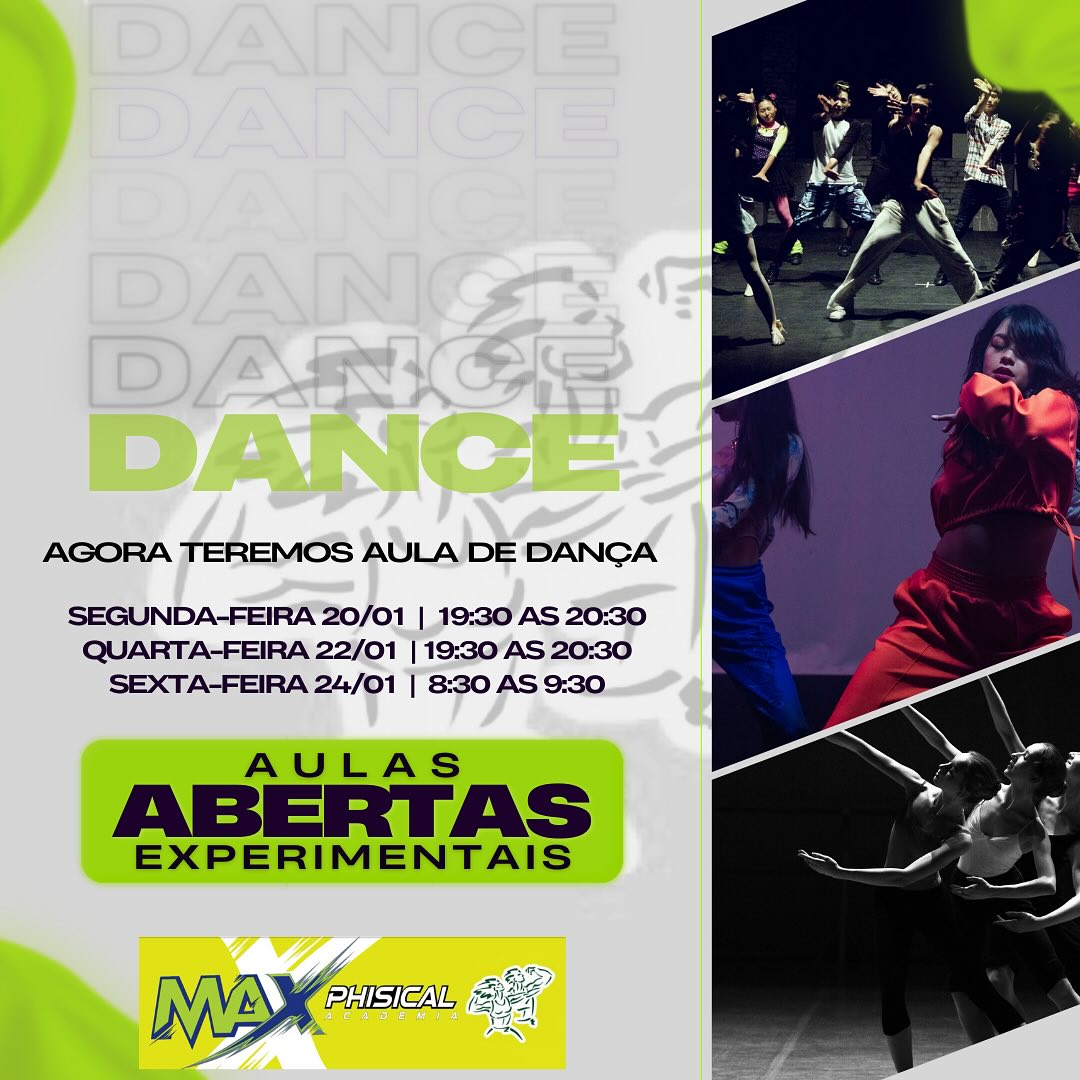 DANCE
DANCE
DANCE
DANCE
DANCE
DANCE
AGORA TEREMOS AULA DE DANÇA
SEGUNDA-FEIRA 20/01 | 19:30 AS 20:30
QUARTA-FEIRA 22/01 | 19:30 AS 20:30
SEXTA-FEIRA 24/01 | 8:30 AS 9:30
AULAS
ABERTAS
EXPERIMENTAIS
MAX PHISICAL
ACADEMIA